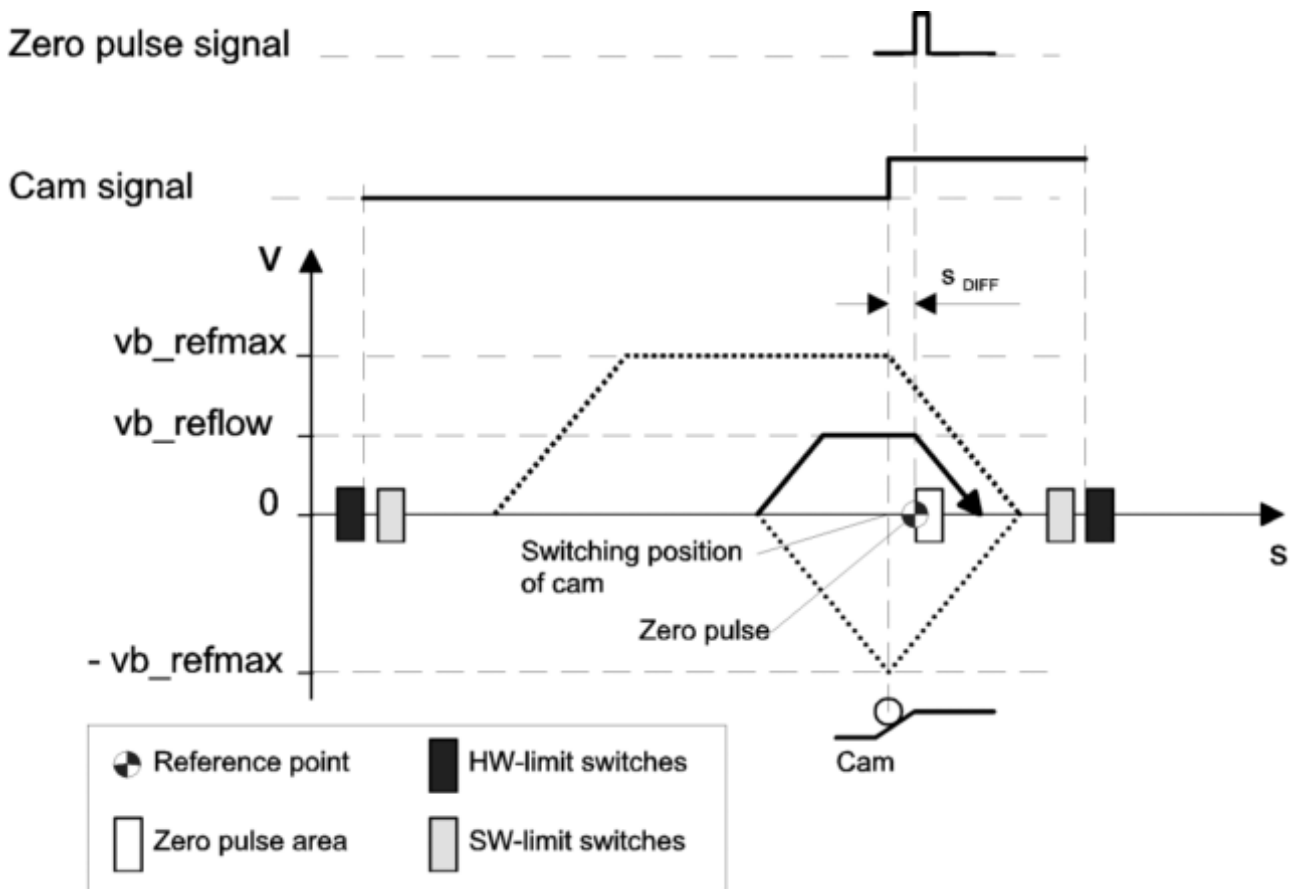 Zero pulse signal
Cam signal
V
s DIFF
vb_refmax
vb_reflow
0
Switching position
of cam
S
Zero pulse
- vb_refmax
Cam
Reference point
HW-limit switches
Zero pulse area
SW-limit switches